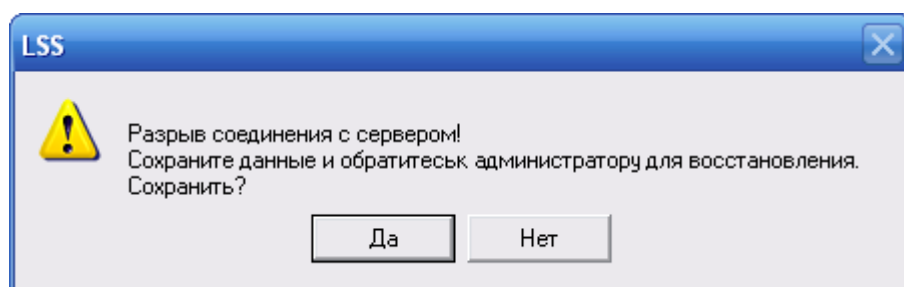 LSS
Разрыв соединения с сервером!
Сохраните данные и обратитеськ администратору для восстановления.
Сохранить?
Да
Нет